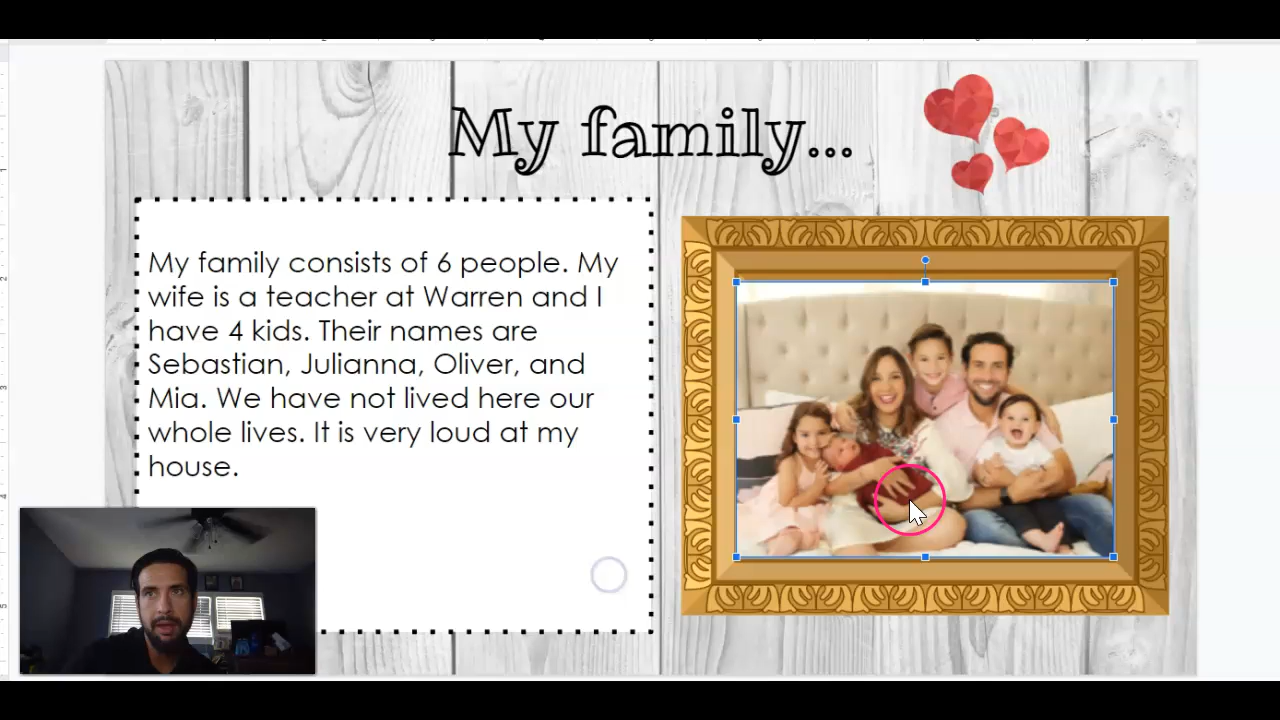 My family...
My family consists of 6 people. My
wife is a teacher at Warren and I
have 4 kids. Their names are
Sebastian, Julianna, Oliver, and
Mia. We have not lived here our
whole lives. It is very loud at my
house.